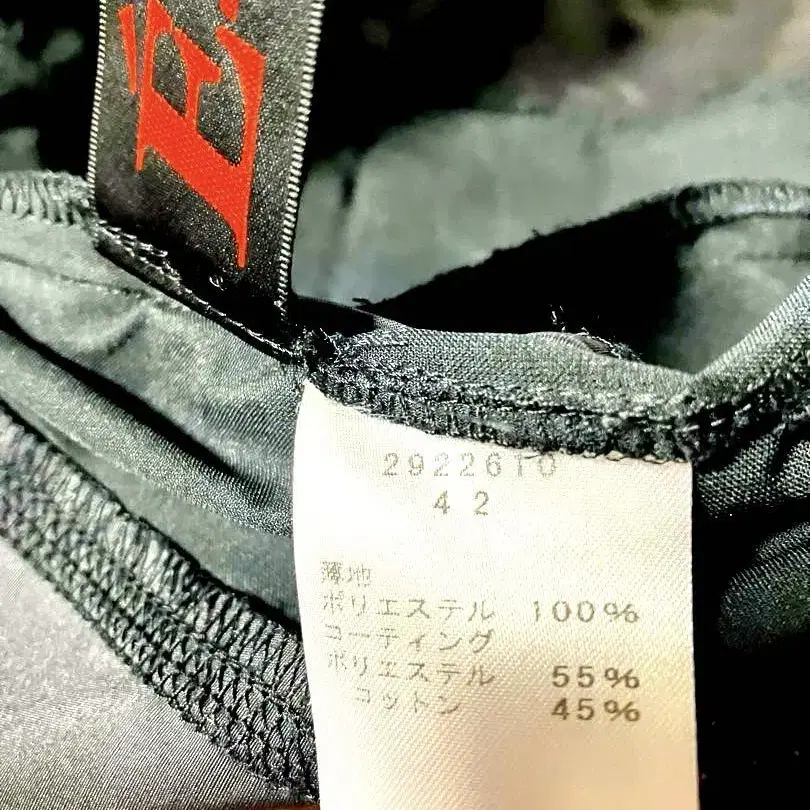 E.
2922610
42
薄地
ポリエステル 100%
コーティング
ポリエステル 55%
コットン 45%